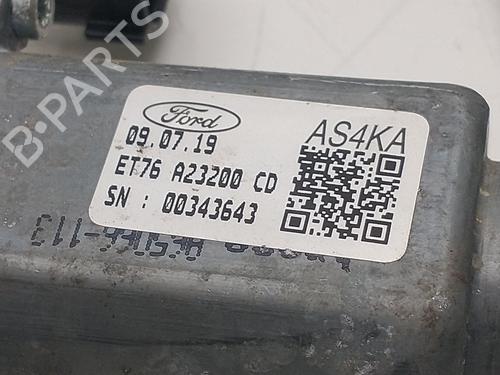 B-PARTS
Ford
09.07.19
AS4KA
ET76 A23200 CD
SN : 00343643